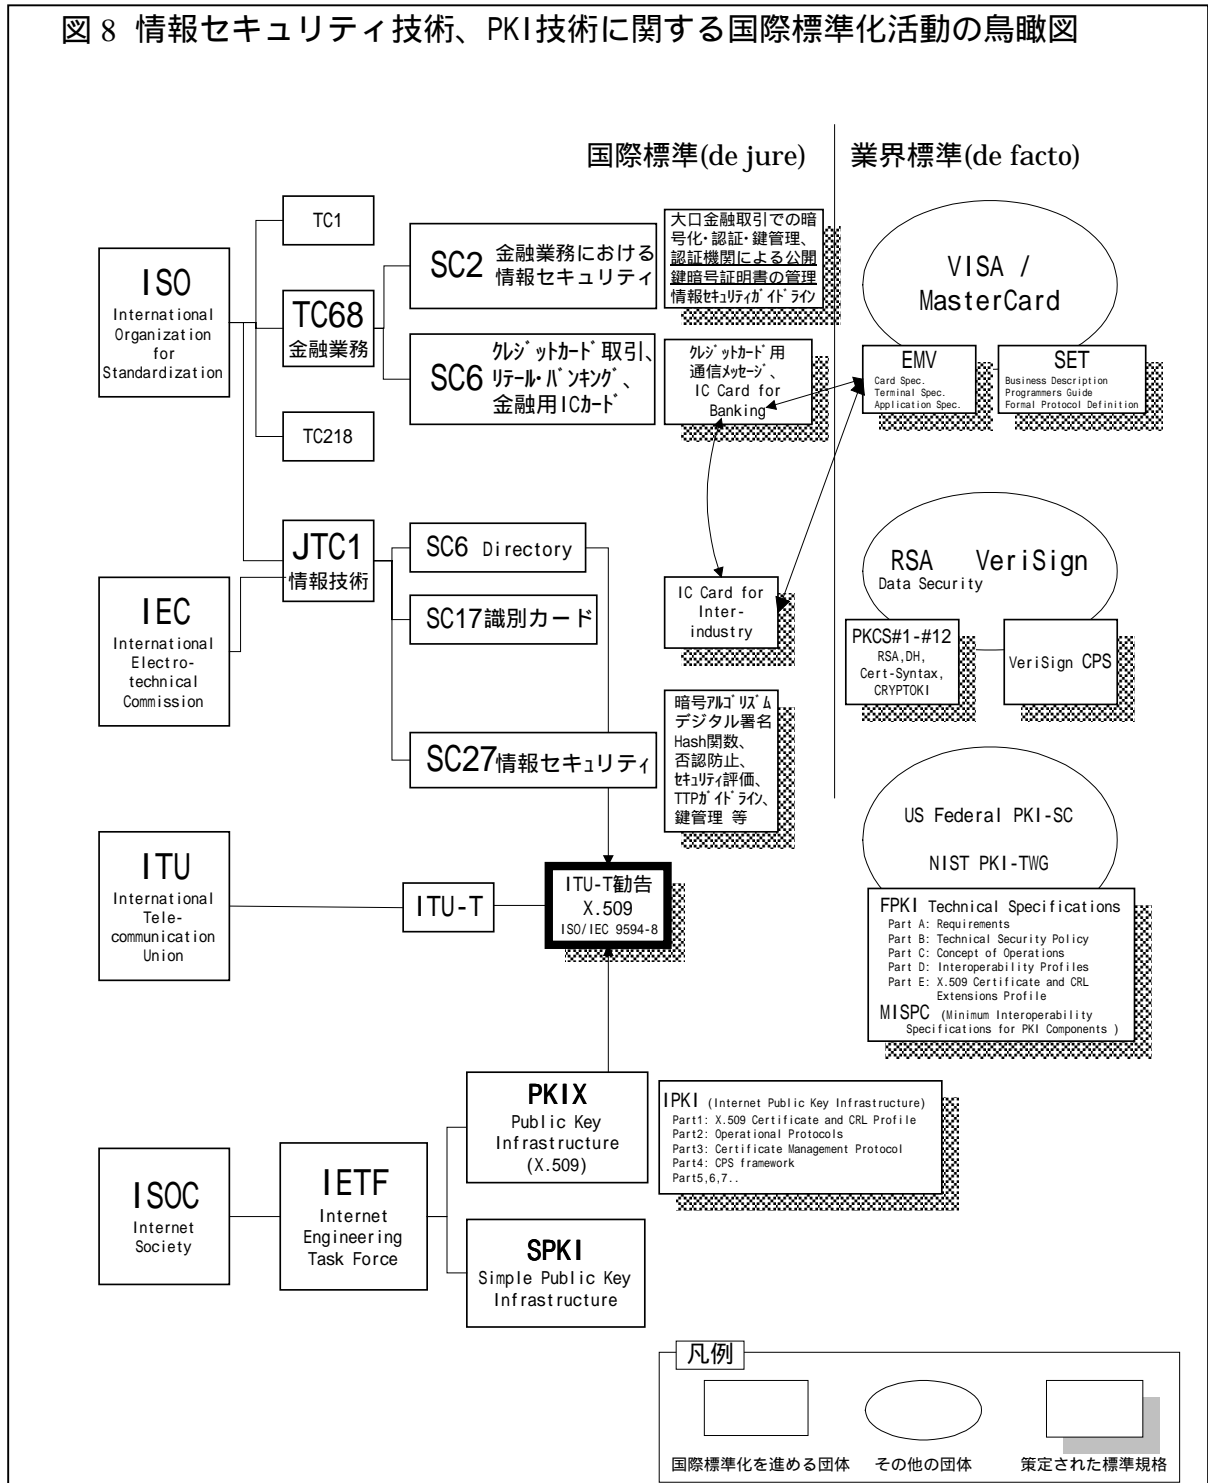 図 8 情報セキュリティ技術、PKI技術に関する国際標準化活動の鳥瞰図
国際標準(de jure)
業界標準(de facto)
ISO
International
Organization
for
Standardization
TC1
TC68
金融業務
TC218
SC2 金融業務における
情報セキュリティ
SC6 クレジットカード取引、
リテール・バンキング、
金融用ICカード
大口金融取引での暗
号化・認証・鍵管理、
認証機関による公開
鍵暗号証明書の管理
情報セキュリティガイドライン
クレジットカード用
通信メッセージ、
IC Card for
Banking
VISA /
MasterCard
EMV
Card Spec.
Terminal Spec.
Application Spec.
SET
Business Description
Programmers Guide
Formal Protocol Definition
IEC
International
Electro-
technical
Commission
JTC1
情報技術
SC6 Directory
SC17識別カード
SC27情報セキュリティ
IC Card for
Inter-
industry
暗号アルゴリズム
デジタル署名
Hash関数、
否認防止、
セキュリティ評価、
TTPガイドライン、
鍵管理 等
RSA VeriSign
Data Security
PKCS#1-#12
RSA,DH,
Cert-Syntax,
CRYPTOKI
VeriSign CPS
ITU
International
Tele-
communication
Union
ITU-T
ITU-T勧告
X.509
ISO/IEC 9594-8
US Federal PKI-SC
NIST PKI-TWG
FPKI Technical Specifications
Part A: Requirements
Part B: Technical Security Policy
Part C: Concept of Operations
Part D: Interoperability Profiles
Part E: X.509 Certificate and CRL
Extensions Profile
MISPC (Minimum Interoperability
Specifications for PKI Components )
ISOC
Internet
Society
IETF
Internet
Engineering
Task Force
PKIX
Public Key
Infrastructure
(X.509)
SPKI
Simple Public Key
Infrastructure
IPKI (Internet Public Key Infrastructure)
Part1: X.509 Certificate and CRL Profile
Part2: Operational Protocols
Part3: Certificate Management Protocol
Part4: CPS framework
Part5,6,7..
凡例
国際標準化を進める団体
その他の団体
策定された標準規格